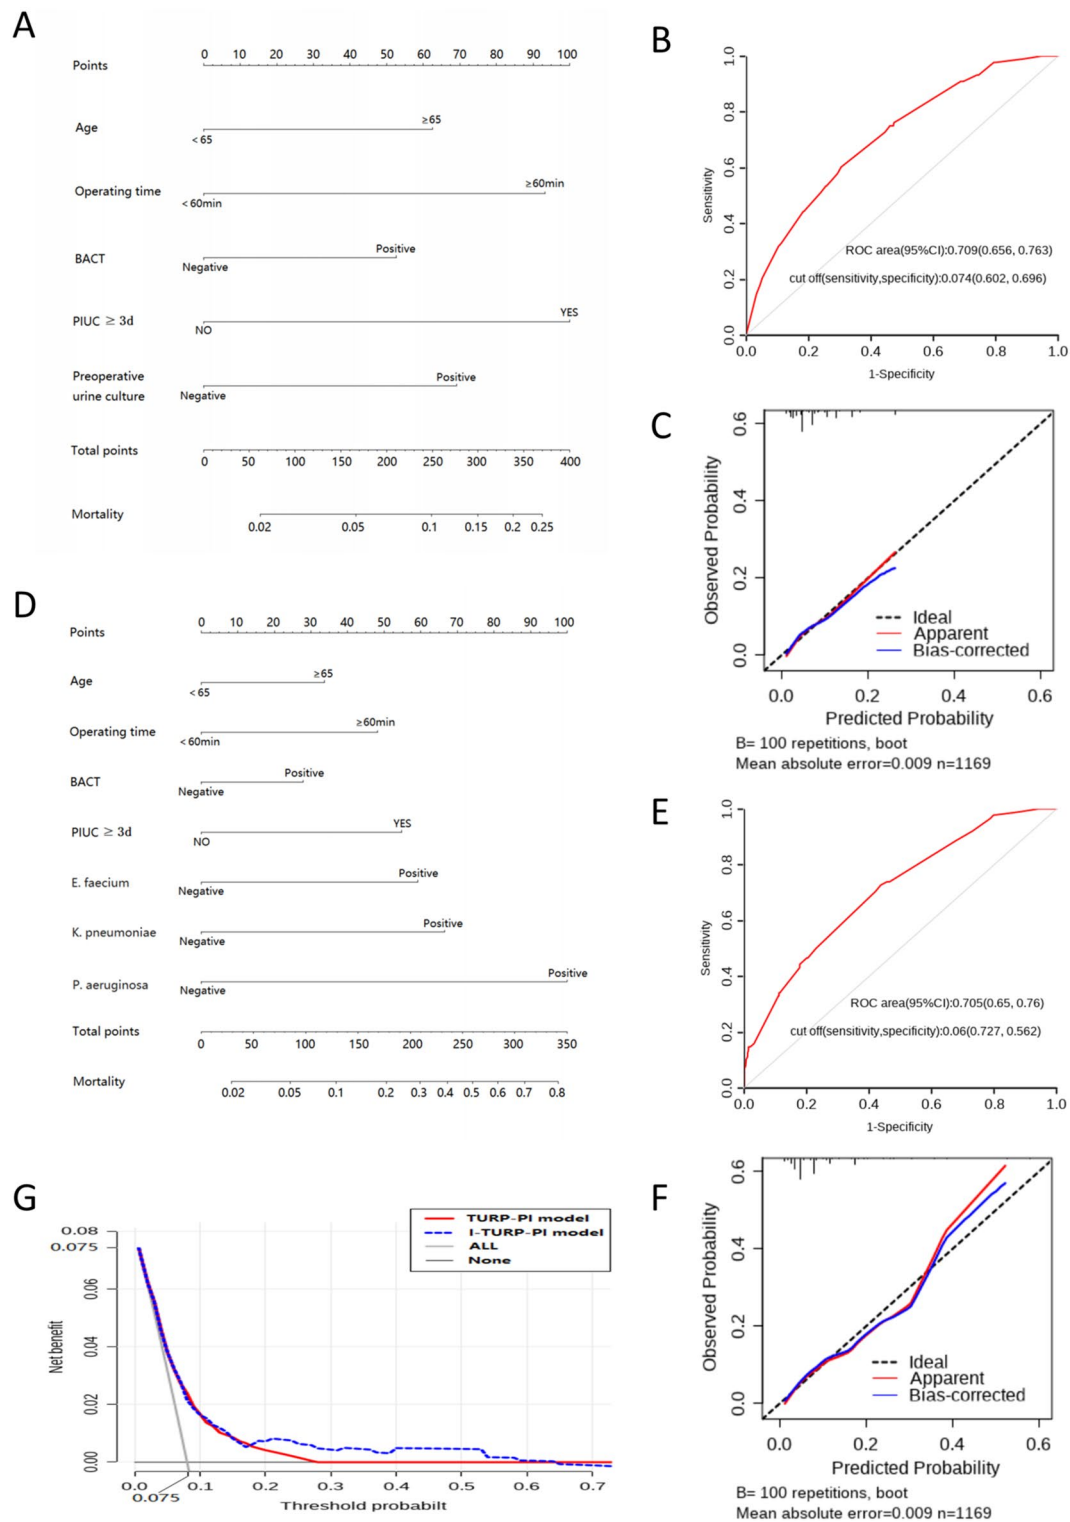 A
Points
0 10 20 30 40 50 60 70 80 90 100
Age
<65
≥65
Operating time
<60min
≥60min
BACT
Negative
Positive
PIUC ≥ 3d
NO
YES
Preoperative
urine culture
Negative
Positive
Total points
0 50 100 150 200 250 300 350 400
Mortality
0.02 0.05 0.1 0.15 0.2 0.25
B
Sensitivity
0.0 0.2 0.4 0.6 0.8 1.0
ROC area(95%CI):0.709(0.656, 0.763)
cut off(sensitivity,specificity):0.074(0.602, 0.696)
0.0 0.2 0.4 0.6 0.8 1.0
1-Specificity
C
Observed Probability
0.0 0.2 0.4 0.6
Ideal
Apparent
Bias-corrected
0.0 0.2 0.4 0.6
Predicted Probability
B= 100 repetitions, boot
Mean absolute error=0.009 n=1169
D
Points
0 10 20 30 40 50 60 70 80 90 100
Age
<65
≥65
Operating time
<60min
≥60min
BACT
Negative
Positive
PIUC ≥ 3d
NO
YES
E. faecium
Negative
Positive
K. pneumoniae
Negative
Positive
P. aeruginosa
Negative
Positive
Total points
0 50 100 150 200 250 300 350
Mortality
0.02 0.05 0.1 0.2 0.3 0.4 0.5 0.6 0.7 0.8
E
Sensitivity
0.0 0.2 0.4 0.6 0.8 1.0
ROC area(95%CI):0.705(0.65, 0.76)
cut off(sensitivity,specificity):0.06(0.727, 0.562)
0.0 0.2 0.4 0.6 0.8 1.0
1-Specificity
G
Net benefit
0.00 0.02 0.04 0.06 0.075 0.08
TURP-PI model
I-TURP-PI model
ALL
None
0.0 0.1 0.2 0.3 0.4 0.5 0.6 0.7
0.075
Threshold probabilt
F
Observed Probability
0.0 0.2 0.4 0.6
Ideal
Apparent
Bias-corrected
0.0 0.2 0.4 0.6
Predicted Probability
B= 100 repetitions, boot
Mean absolute error=0.009 n=1169